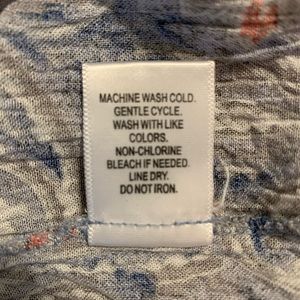 MACHINE WASH COLD.
GENTLE CYCLE.
WASH WITH LIKE
COLORS.
NON-CHLORINE
BLEACH IF NEEDED.
LINE DRY.
DO NOT IRON.